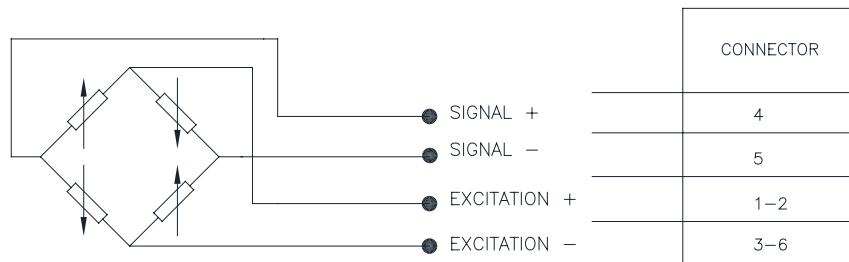 CONNECTOR
SIGNAL + 4
SIGNAL − 5
EXCITATION + 1−2
EXCITATION − 3−6